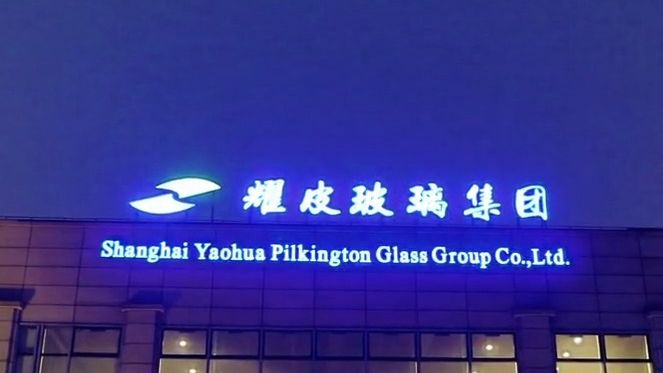 耀皮玻璃集团
Shanghai Yaohua Pilkington Glass Group Co.,Ltd.